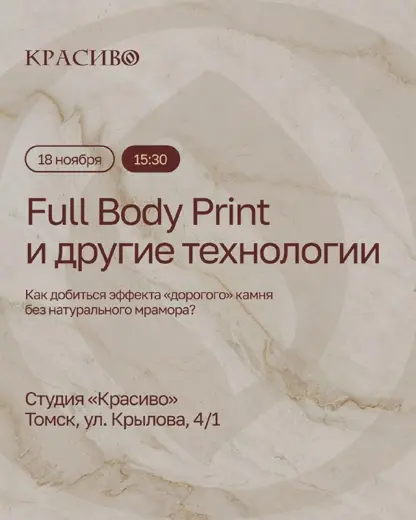 КРАСИВО
18 ноября
15:30
Full Body Print
и другие технологии
Как добиться эффекта «дорогого» камня
без натурального мрамора?
Студия «Красиво»
Томск, ул. Крылова, 4/1